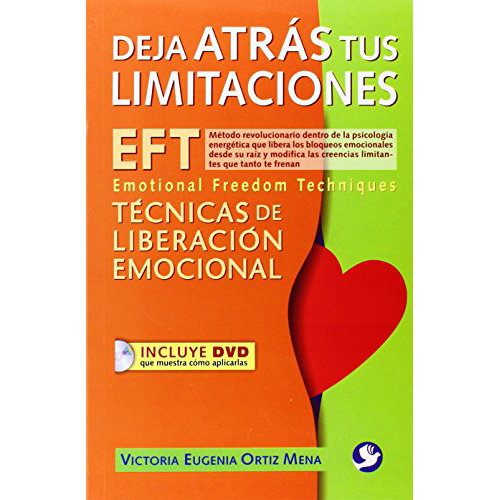 DEJA ATRÁS TUS
LIMITACIONES
EFT
Método revolucionario dentro de la psicología
energética que libera los bloqueos emocionales
desde su raíz y modifica las creencias limitan-
tes que tanto te frenan
Emotional Freedom Techniques
TÉCNICAS DE
LIBERACIÓN
EMOCIONAL
INCLUYE DVD
que muestra cómo aplicarlas
VICTORIA EUGENIA ORTIZ MENA